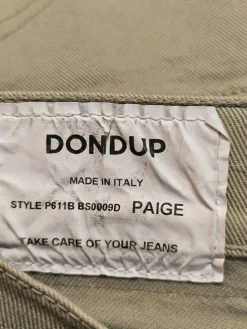 DONDUP
MADE IN ITALY
STYLE P611B BS0009D PAIGE
TAKE CARE OF YOUR JEANS